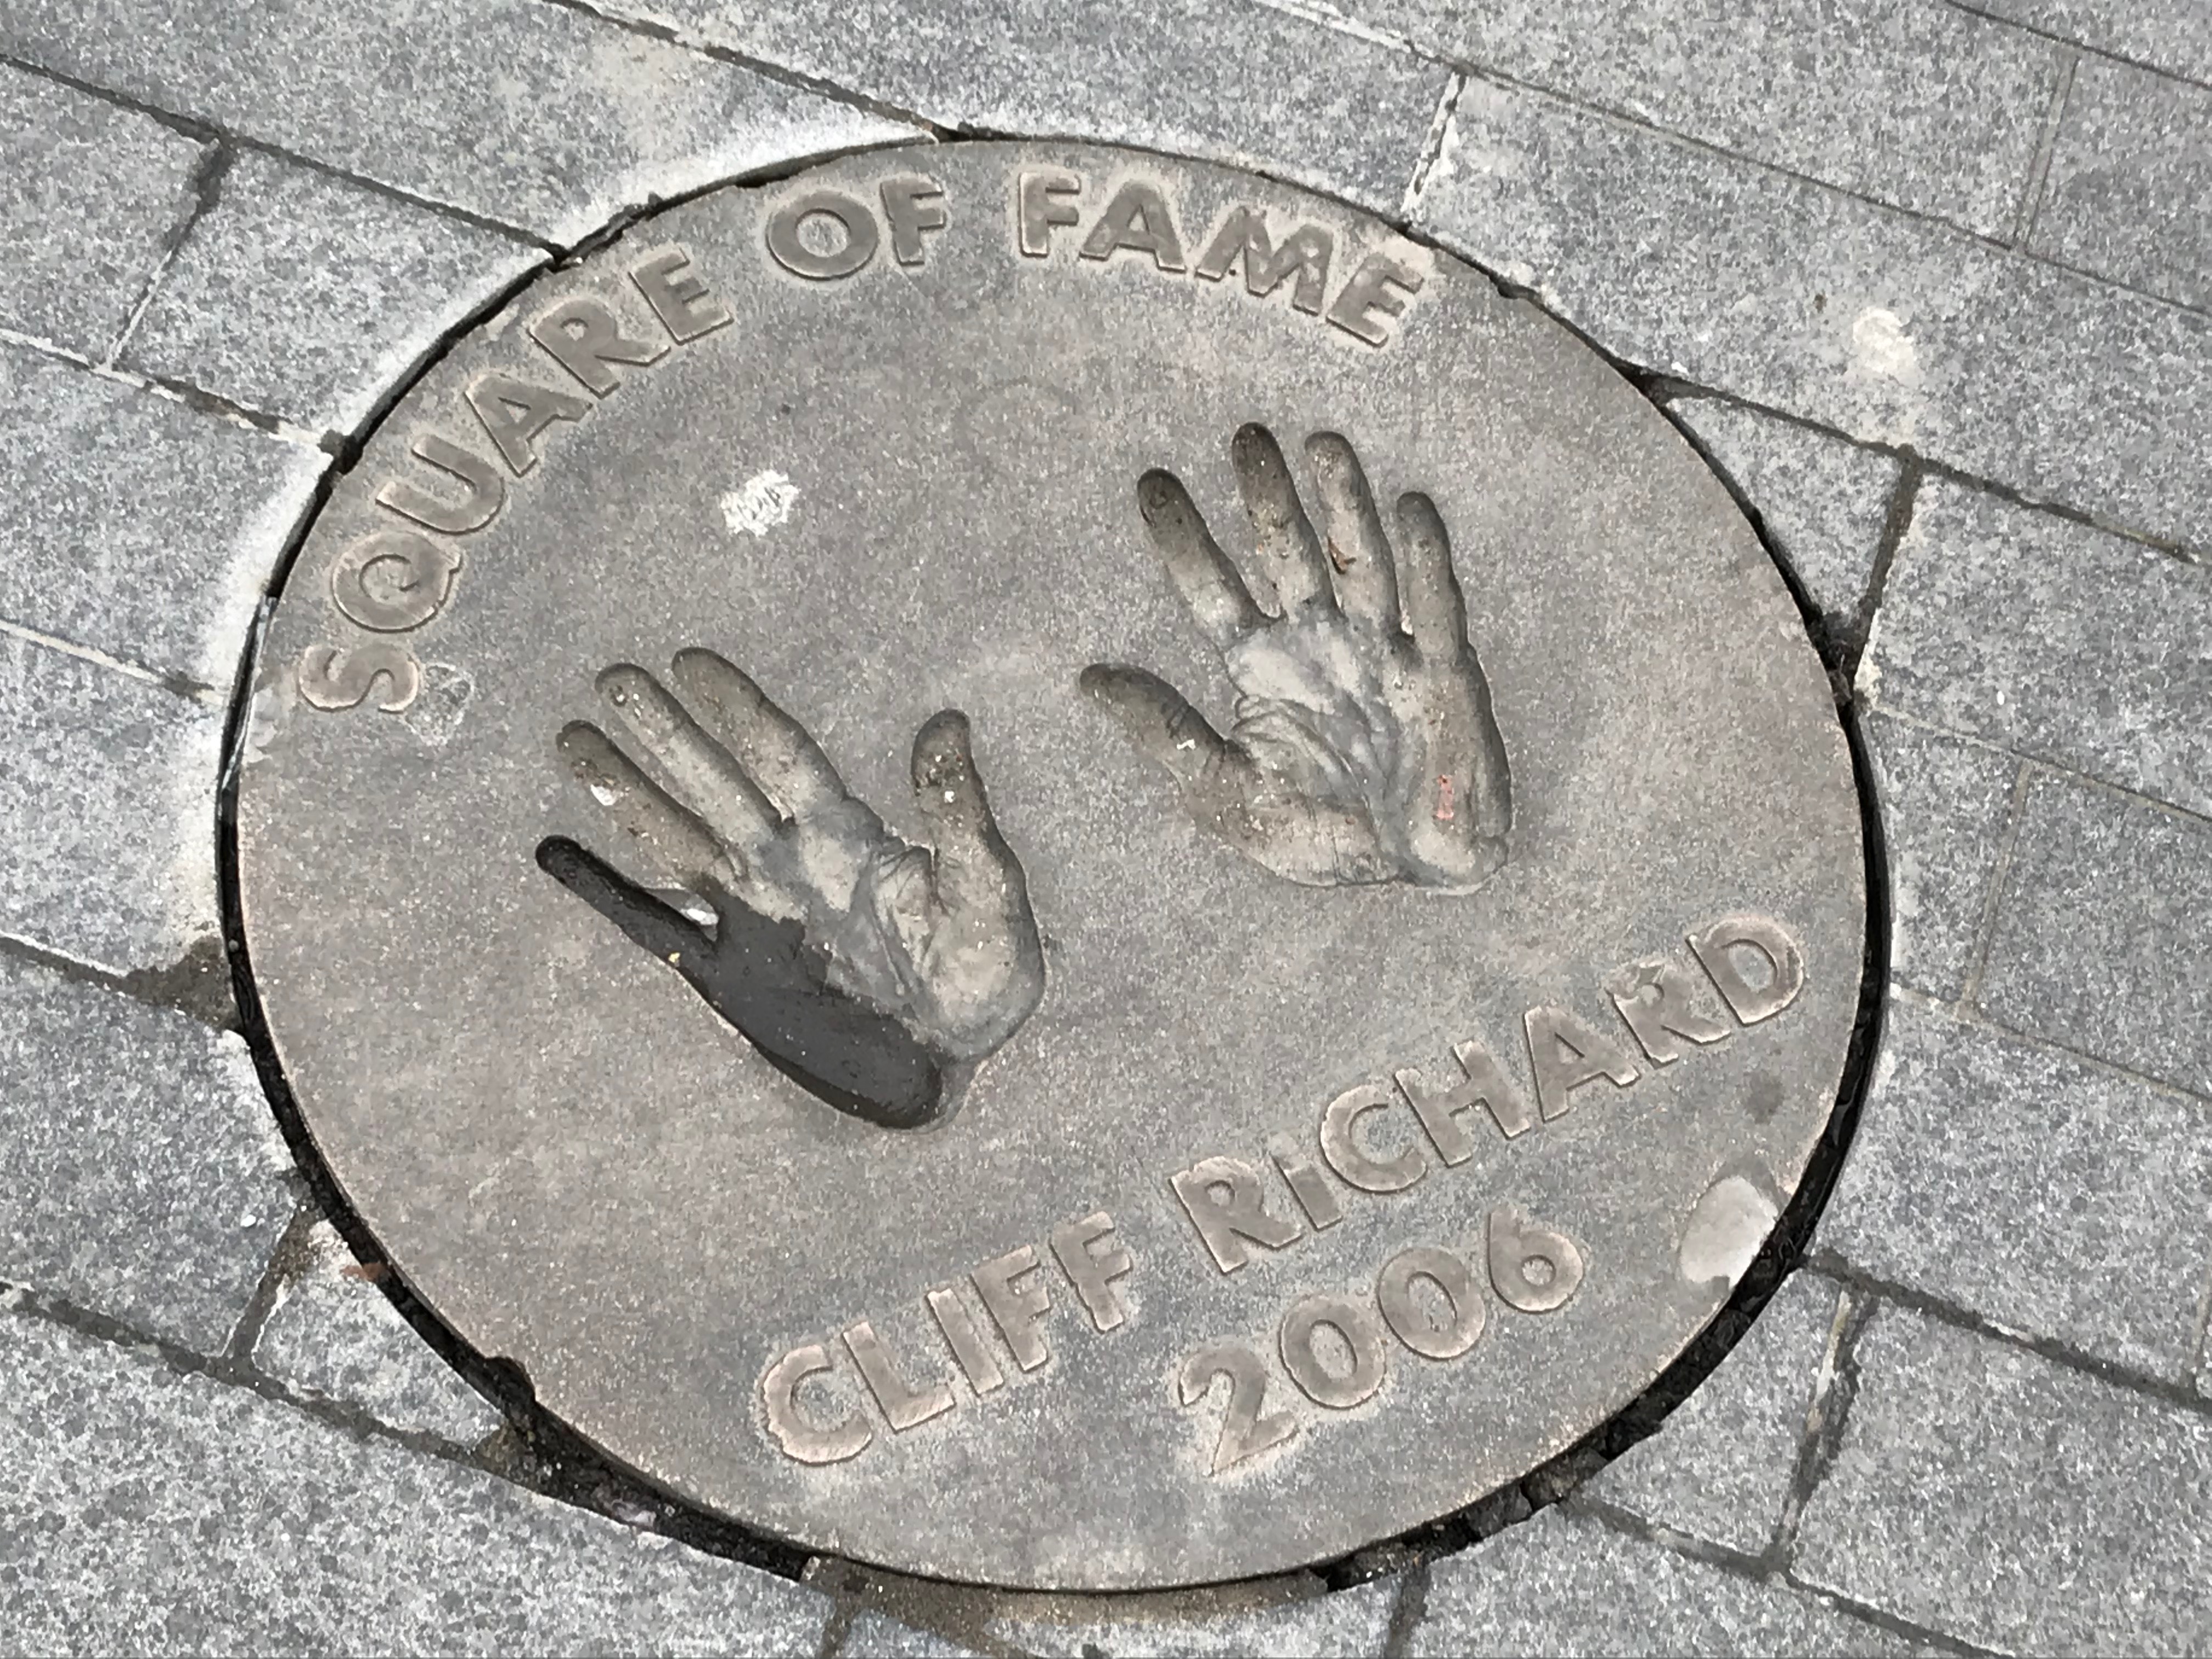 SQUARE OF FAME
CLIFF RiCHARD
2006